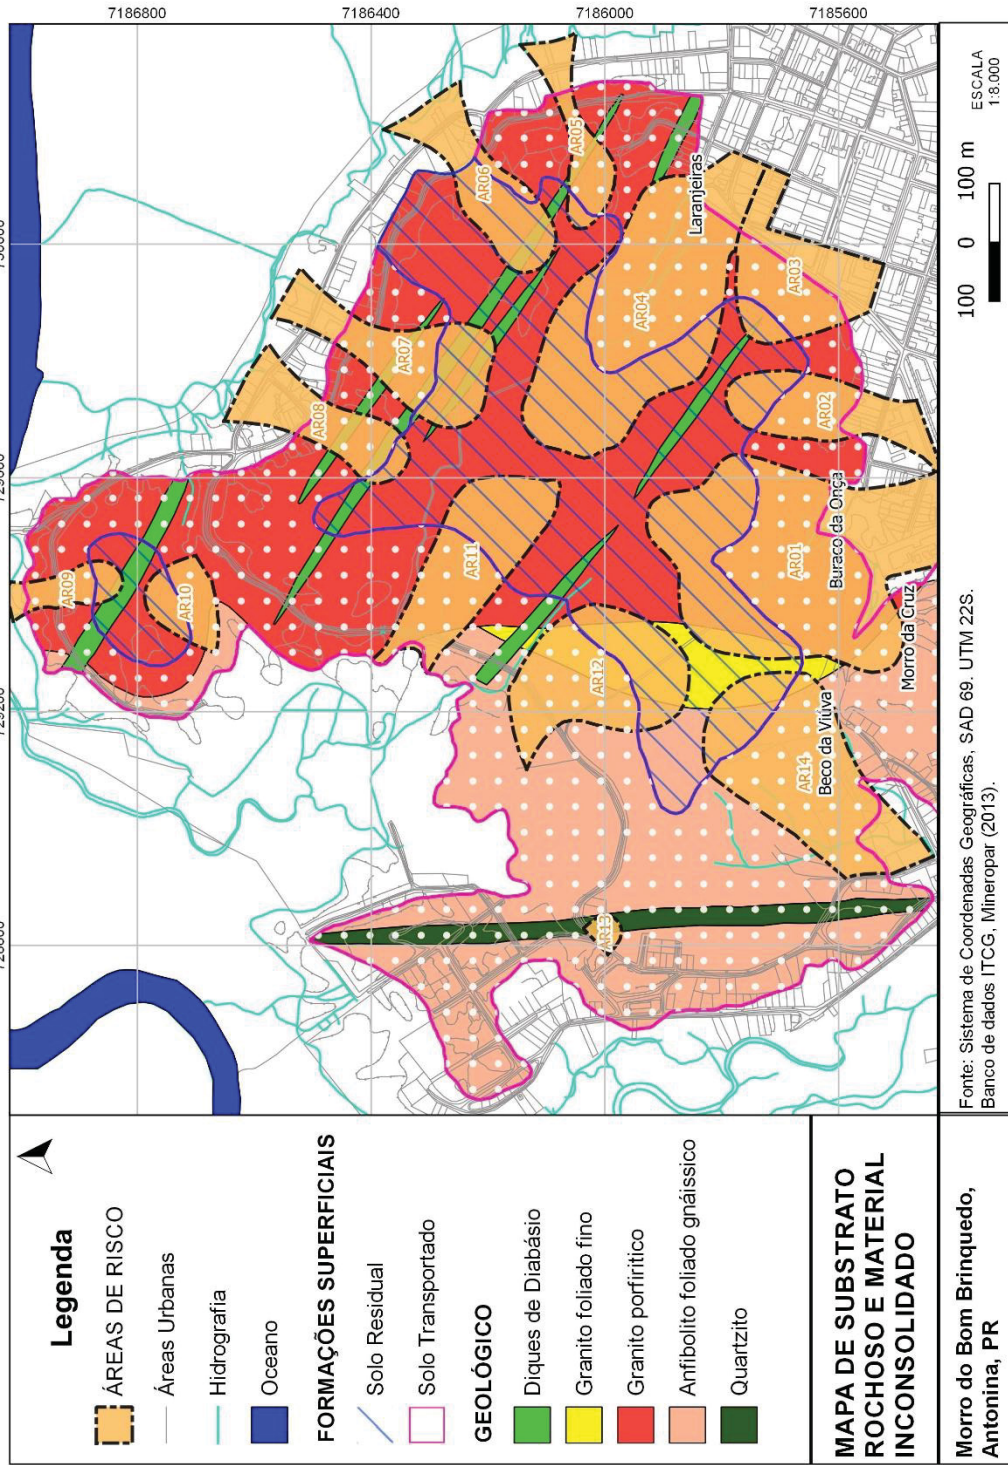 Legenda
ÁREAS DE RISCO
Áreas Urbanas
Hidrografia
Oceano
FORMAÇÕES SUPERFICIAIS
Solo Residual
Solo Transportado
GEOLÓGICO
Diques de Diabásio
Granito foliado fino
Granito porfirítico
Anfibolito foliado gnáissico
Quartzito
MAPA DE SUBSTRATO
ROCHOSO E MATERIAL
INCONSOLIDADO
Morro do Bom Brinquedo,
Antonina, PR
7186800
7186400
7186000
7185600
AR09
AR10
AR08
AR07
AR06
AR05
AR11
AR04
Laranjeiras
AR03
AR12
AR02
AR01
Buraco da Onça
Morro da Cruz
AR13
AR14
Beco da Viúva
Fonte: Sistema de Coordenadas Geográficas, SAD 69. UTM 22S.
Banco de dados ITCG, Mineropar (2013).
100 0 100 m
ESCALA
1:8.000